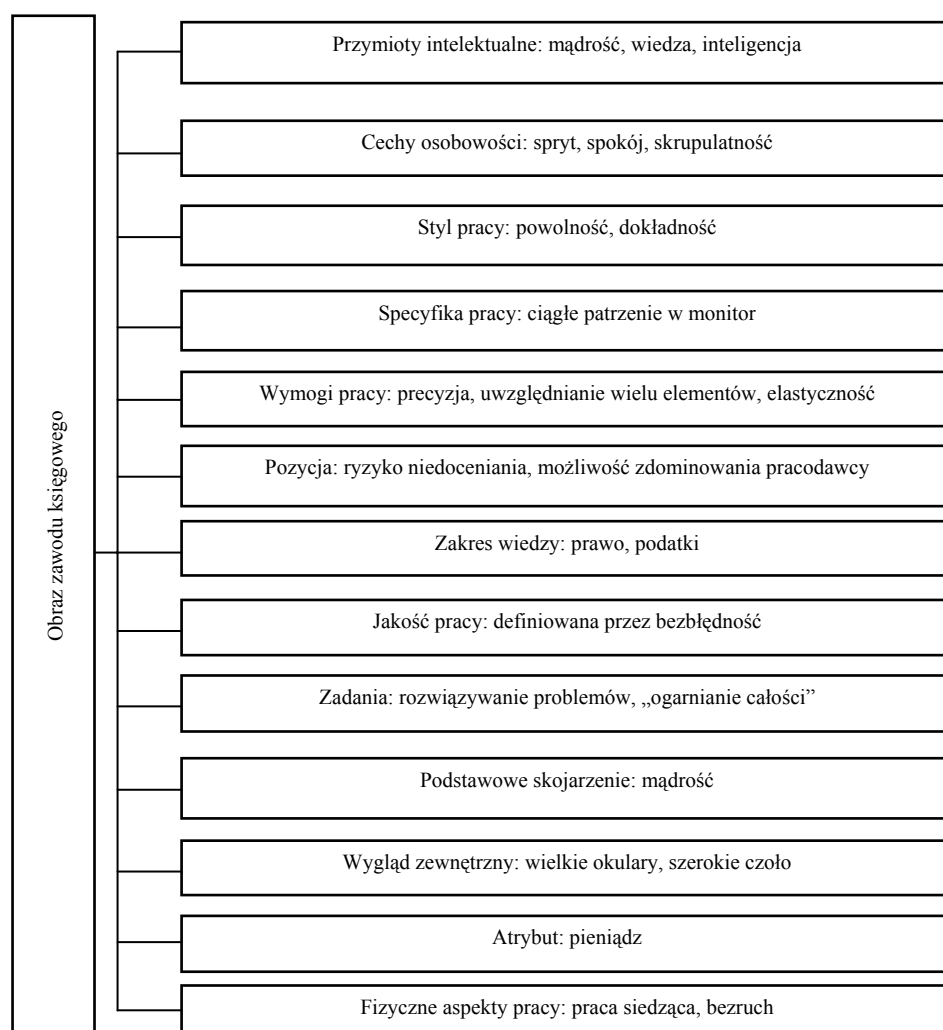 Obraz zawodu księgowego
Przymioty intelektualne: mądrość, wiedza, inteligencja
Cechy osobowości: spryt, spokój, skrupulatność
Styl pracy: powolność, dokładność
Specyfika pracy: ciągłe patrzenie w monitor
Wymogi pracy: precyzja, uwzględnianie wielu elementów, elastyczność
Pozycja: ryzyko niedoceniania, możliwość zdominowania pracodawcy
Zakres wiedzy: prawo, podatki
Jakość pracy: definiowana przez bezbłędność
Zadania: rozwiązywanie problemów, „ogarnianie całości”
Podstawowe skojarzenie: mądrość
Wygląd zewnętrzny: wielkie okulary, szerokie czoło
Atrybut: pieniądz
Fizyczne aspekty pracy: praca siedząca, bezruch